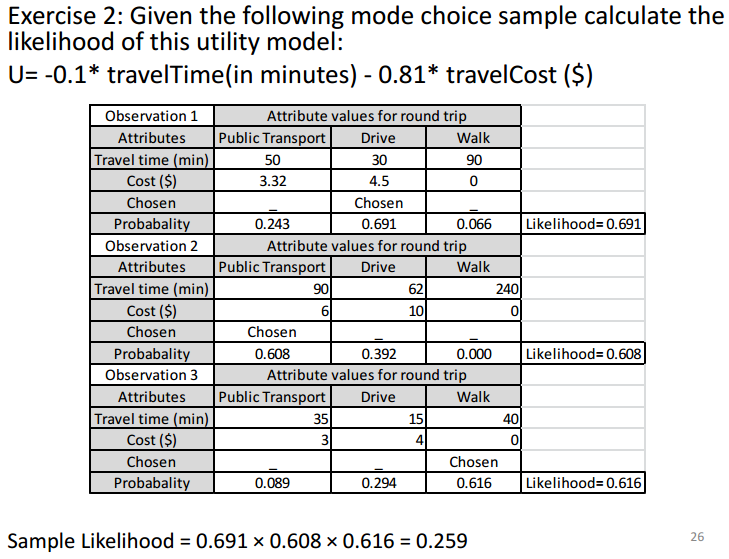 Exercise 2: Given the following mode choice sample calculate the
likelihood of this utility model:
U= -0.1* travelTime(in minutes) - 0.81* travelCost ($)
Observation 1 Attribute values for round trip
Attributes Public Transport Drive Walk
Travel time (min) 50 30 90
Cost ($) 3.32 4.5 0
Chosen _ Chosen _
Probabality 0.243 0.691 0.066 Likelihood= 0.691
Observation 2 Attribute values for round trip
Attributes Public Transport Drive Walk
Travel time (min) 90 62 240
Cost ($) 6 10 0
Chosen Chosen _ _
Probabality 0.608 0.392 0.000 Likelihood= 0.608
Observation 3 Attribute values for round trip
Attributes Public Transport Drive Walk
Travel time (min) 35 15 40
Cost ($) 3 4 0
Chosen _ _ Chosen
Probabality 0.089 0.294 0.616 Likelihood= 0.616
Sample Likelihood = 0.691 × 0.608 × 0.616 = 0.259
26